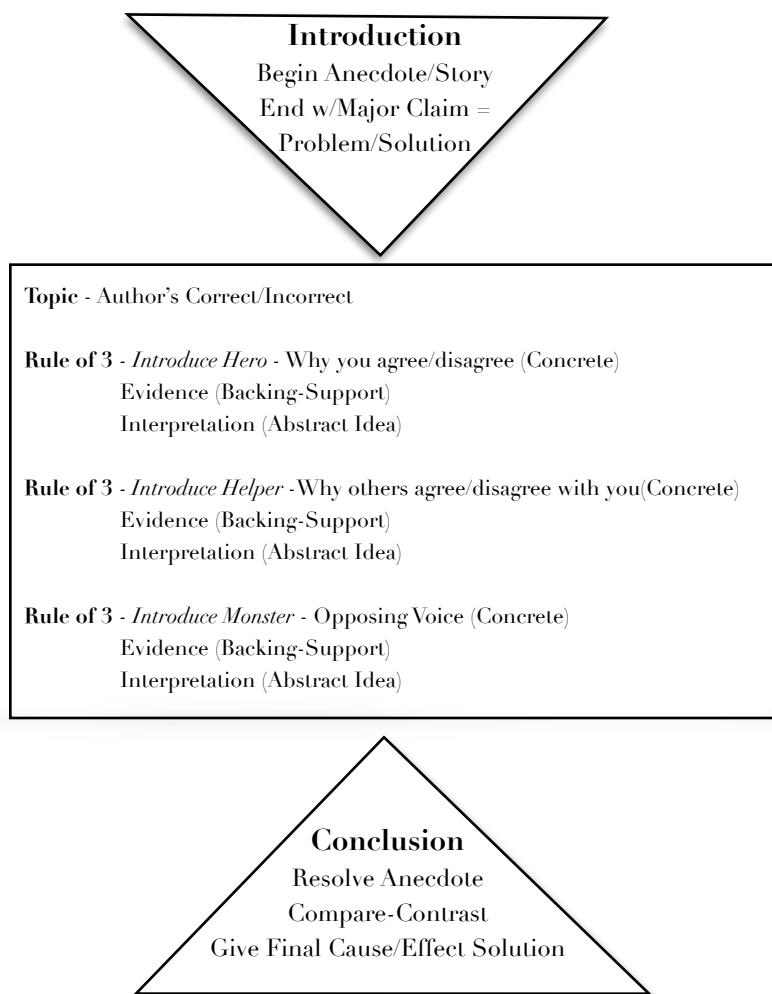 Introduction
Begin Anecdote/Story
End w/Major Claim =
Problem/Solution
Topic - Author's Correct/Incorrect
Rule of 3 - Introduce Hero - Why you agree/disagree (Concrete)
Evidence (Backing-Support)
Interpretation (Abstract Idea)
Rule of 3 - Introduce Helper -Why others agree/disagree with you(Concrete)
Evidence (Backing-Support)
Interpretation (Abstract Idea)
Rule of 3 - Introduce Monster - Opposing Voice (Concrete)
Evidence (Backing-Support)
Interpretation (Abstract Idea)
Conclusion
Resolve Anecdote
Compare-Contrast
Give Final Cause/Effect Solution